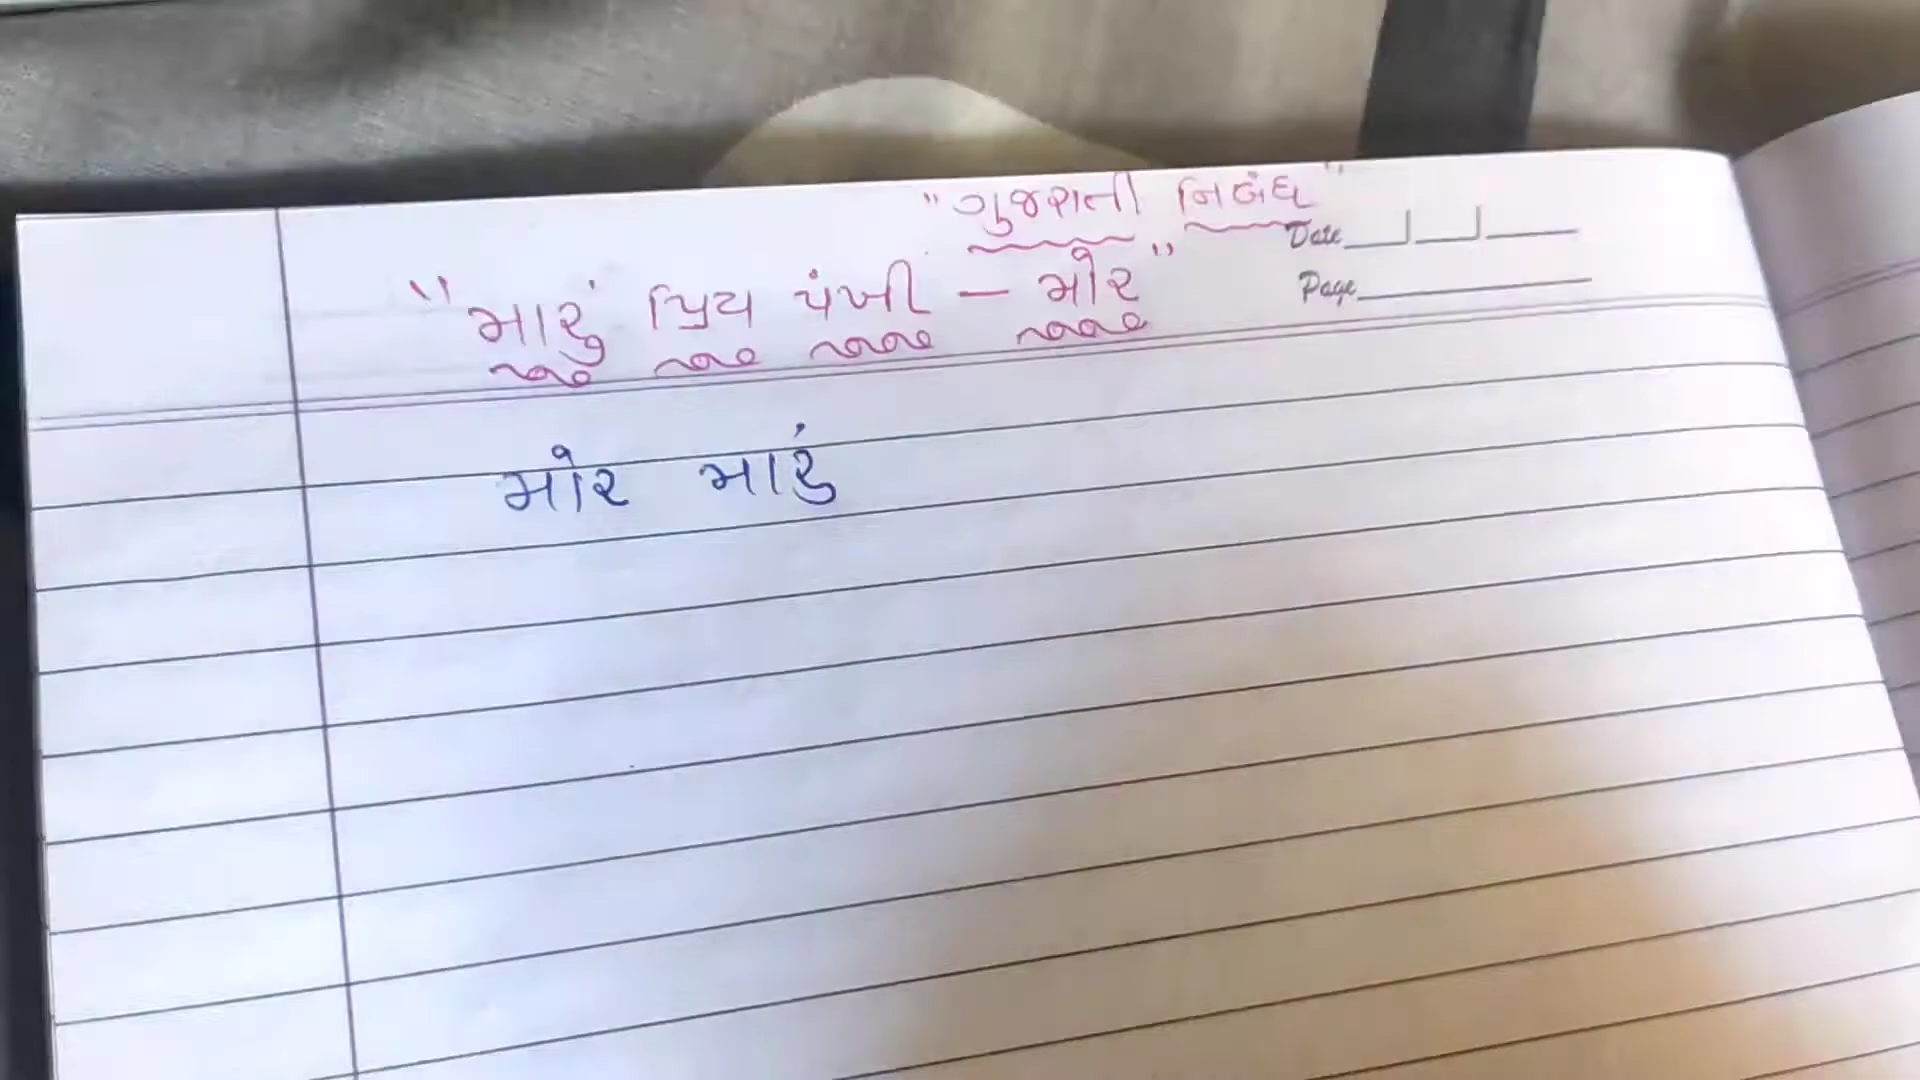 "ગુજરાતી નિબંધ"
Date
"મારું પ્રિય પંખી – મોર"
Page
મોર મારું